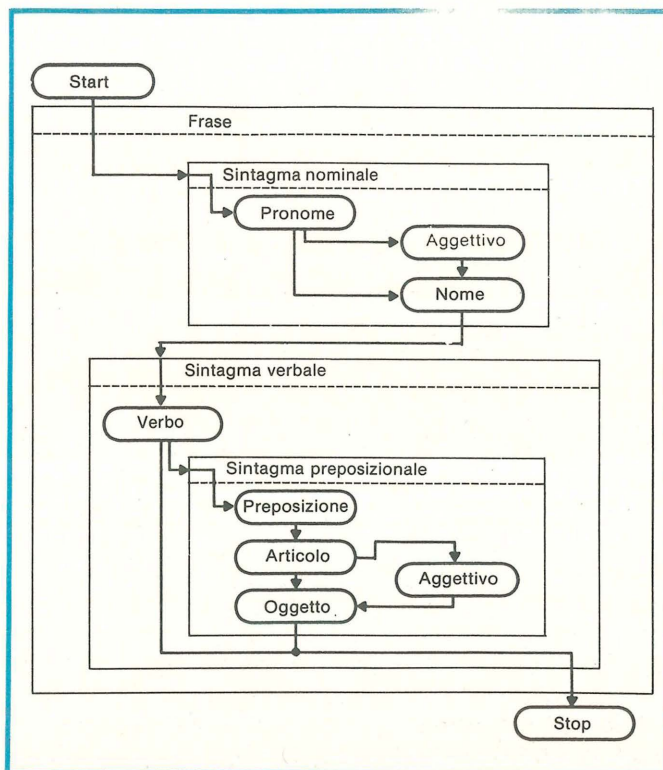 Start
Frase
Sintagma nominale
Pronome
Aggettivo
Nome
Sintagma verbale
Verbo
Sintagma preposizionale
Preposizione
Articolo
Aggettivo
Oggetto
Stop